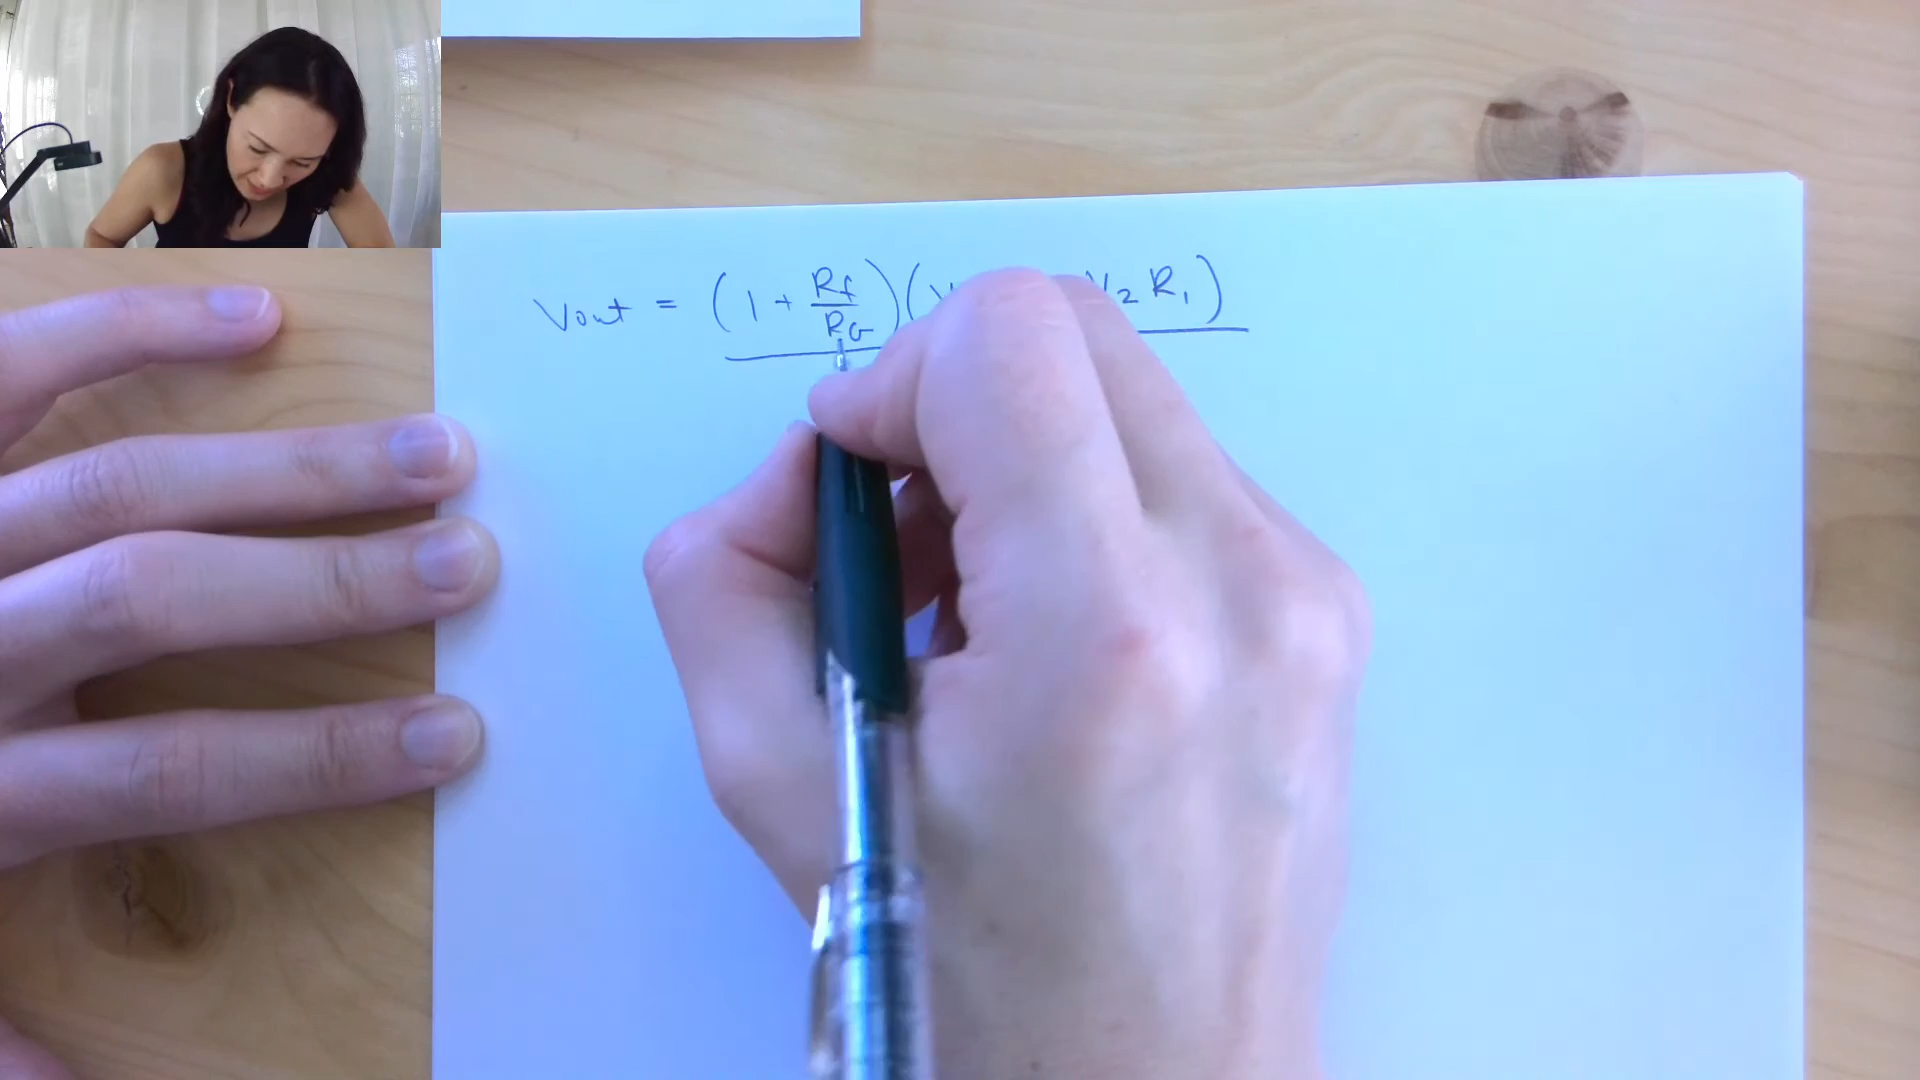 Vout = (1 + Rf/RG)(V V2 R1)